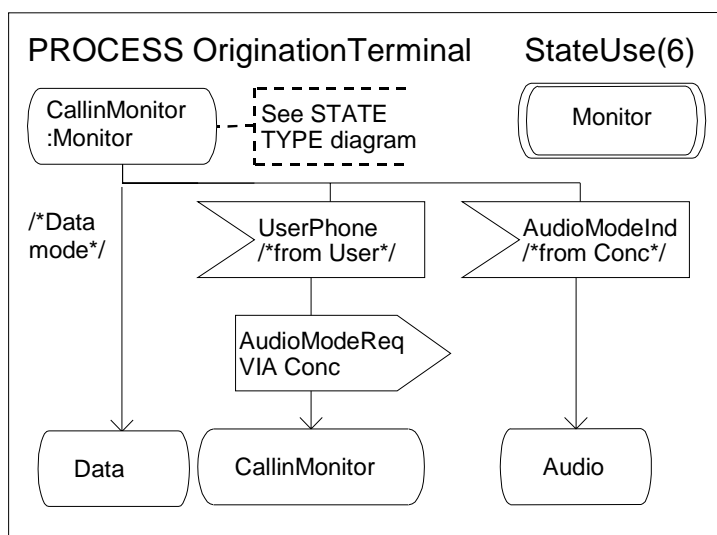 PROCESS OriginationTerminal StateUse(6)
CallinMonitor
:Monitor
See STATE
TYPE diagram
Monitor
/*Data
mode*/
UserPhone
/*from User*/
AudioModeInd
/*from Conc*/
AudioModeReq
VIA Conc
Data
CallinMonitor
Audio